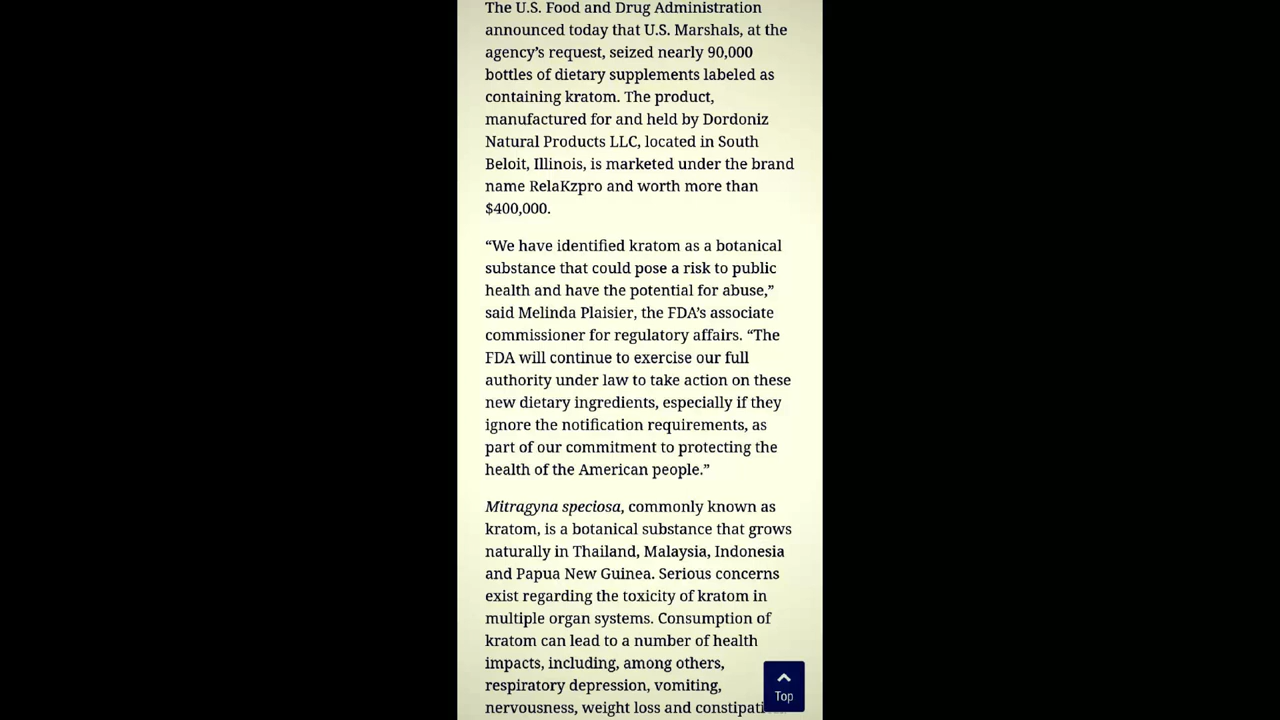 The U.S. Food and Drug Administration
announced today that U.S. Marshals, at the
agency’s request, seized nearly 90,000
bottles of dietary supplements labeled as
containing kratom. The product,
manufactured for and held by Dordoniz
Natural Products LLC, located in South
Beloit, Illinois, is marketed under the brand
name RelaKzpro and worth more than
$400,000.
“We have identified kratom as a botanical
substance that could pose a risk to public
health and have the potential for abuse,”
said Melinda Plaisier, the FDA’s associate
commissioner for regulatory affairs. “The
FDA will continue to exercise our full
authority under law to take action on these
new dietary ingredients, especially if they
ignore the notification requirements, as
part of our commitment to protecting the
health of the American people.”
Mitragyna speciosa, commonly known as
kratom, is a botanical substance that grows
naturally in Thailand, Malaysia, Indonesia
and Papua New Guinea. Serious concerns
exist regarding the toxicity of kratom in
multiple organ systems. Consumption of
kratom can lead to a number of health
impacts, including, among others,
respiratory depression, vomiting,
nervousness, weight loss and
Top